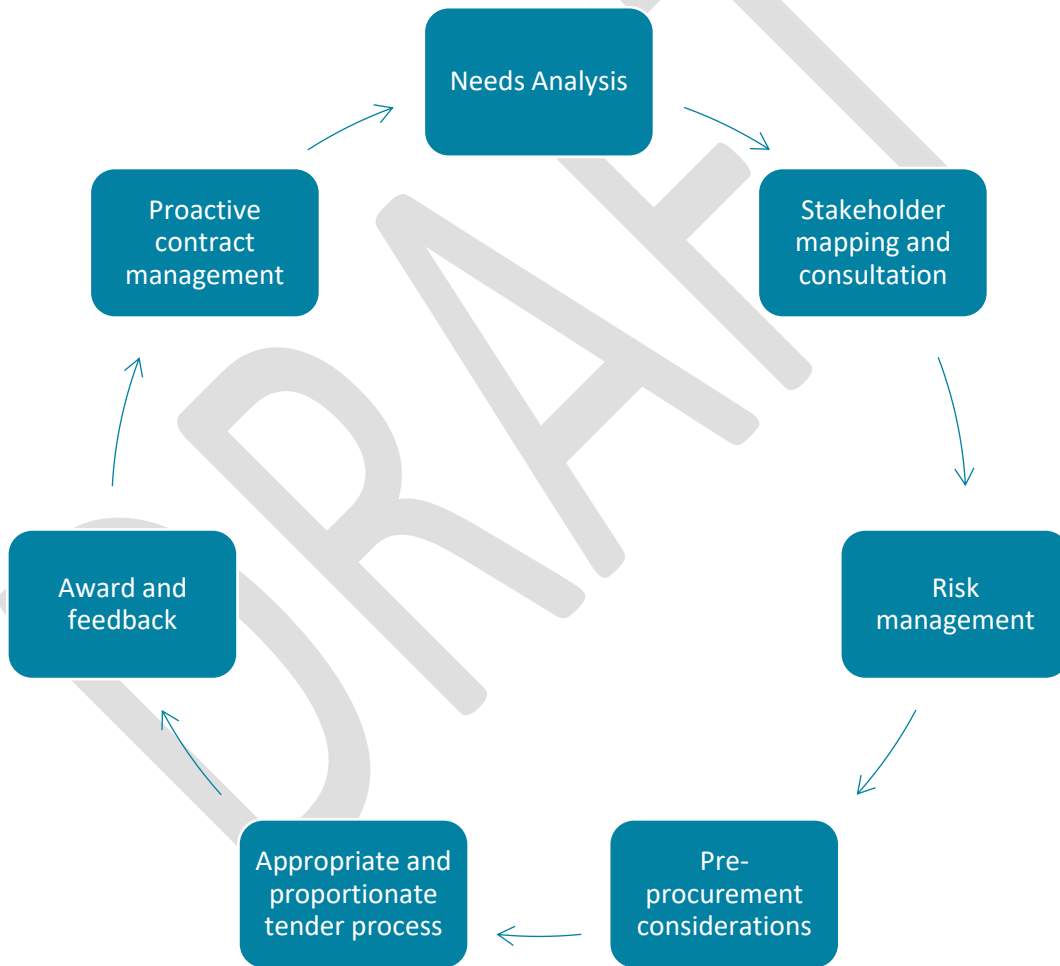 Needs Analysis
Stakeholder
mapping and
consultation
Risk
management
Pre-
procurement
considerations
Appropriate and
proportionate
tender process
Award and
feedback
Proactive
contract
management
DRAFT